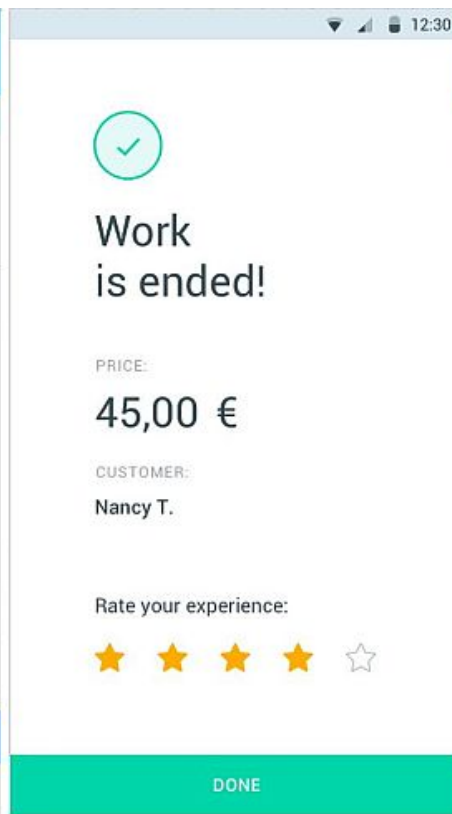 12:30
Work
is ended!
PRICE:
45,00 €
CUSTOMER:
Nancy T.
Rate your experience:
DONE